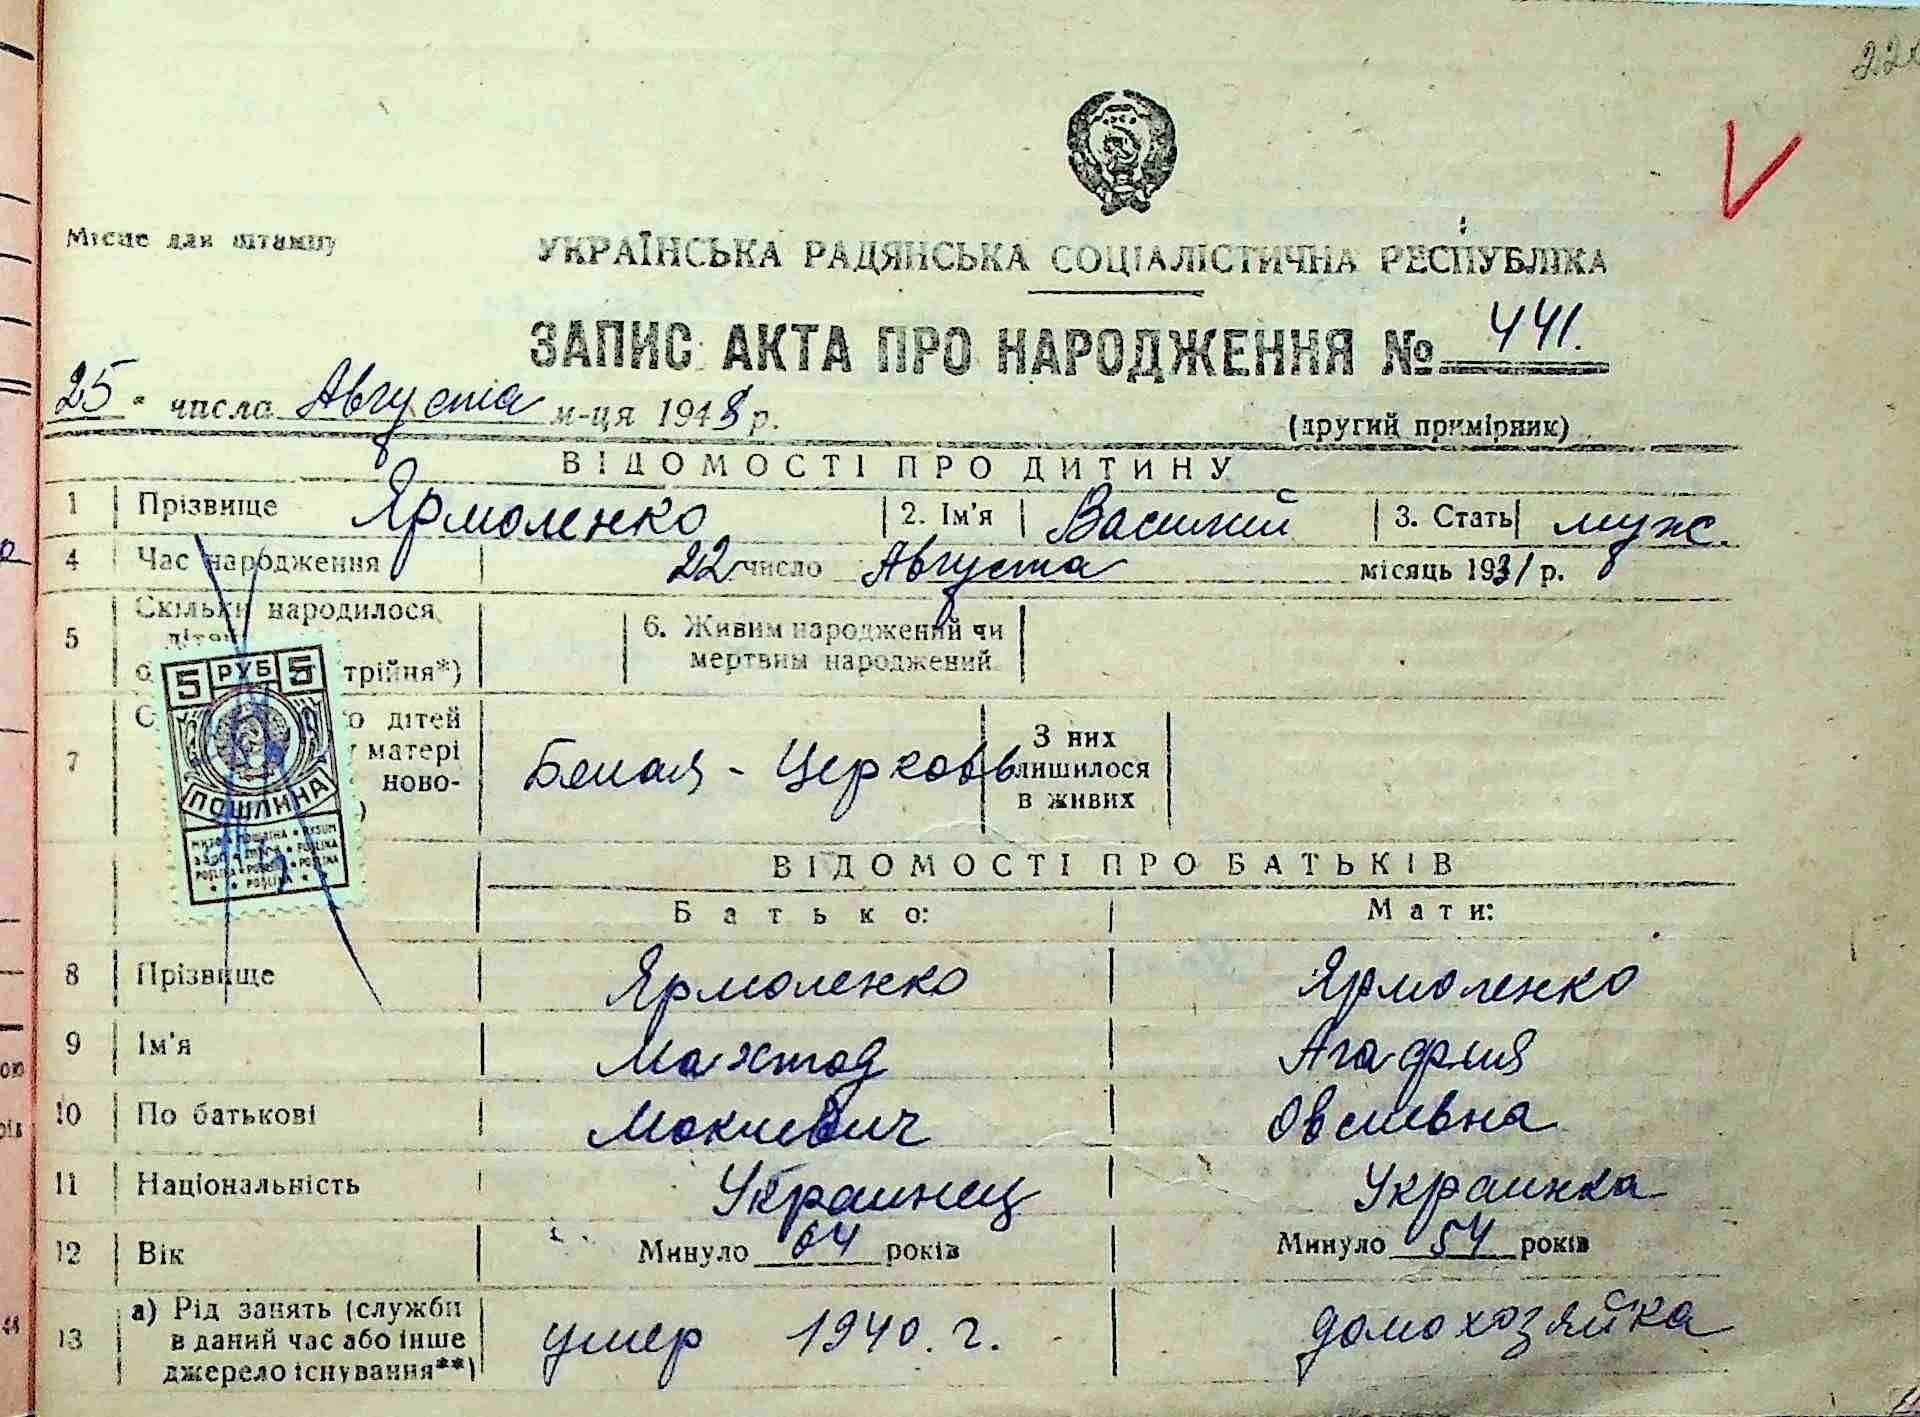 Місце для штампу
УКРАЇНСЬКА РАДЯНСЬКА СОЦІАЛІСТИЧНА РЕСПУБЛІКА
ЗАПИС АКТА ПРО НАРОДЖЕННЯ № 441.
25 числа Августа м-ця 1948 р.
(другий примірник)
ВІДОМОСТІ ПРО ДИТИНУ
1 Прізвище Ярмоленко 2. Ім'я Василий 3. Стать муж.
4 Час народження 22 число Августа місяць 1931 р.
5 Скільки народилося 6. Живим народжений чи
мертвим народжений
трійня*)
7 дітей
матері
ново-
Белая - Церковь З них
лишилося
в живих
5 РУБ 5
ПОШЛИНА
ВІДОМОСТІ ПРО БАТЬКІВ
Батько: Мати:
8 Прізвище Ярмоленко Ярмоленко
9 Ім'я Агафия
10 По батькові Мокиевич Овсиевна
11 Національність Украинец Украинка
12 Вік Минуло 64 років Минуло 54 років
13 а) Рід занять (служби
в даний час або інше
джерело існування**)
умер 1940. г. домохозяйка